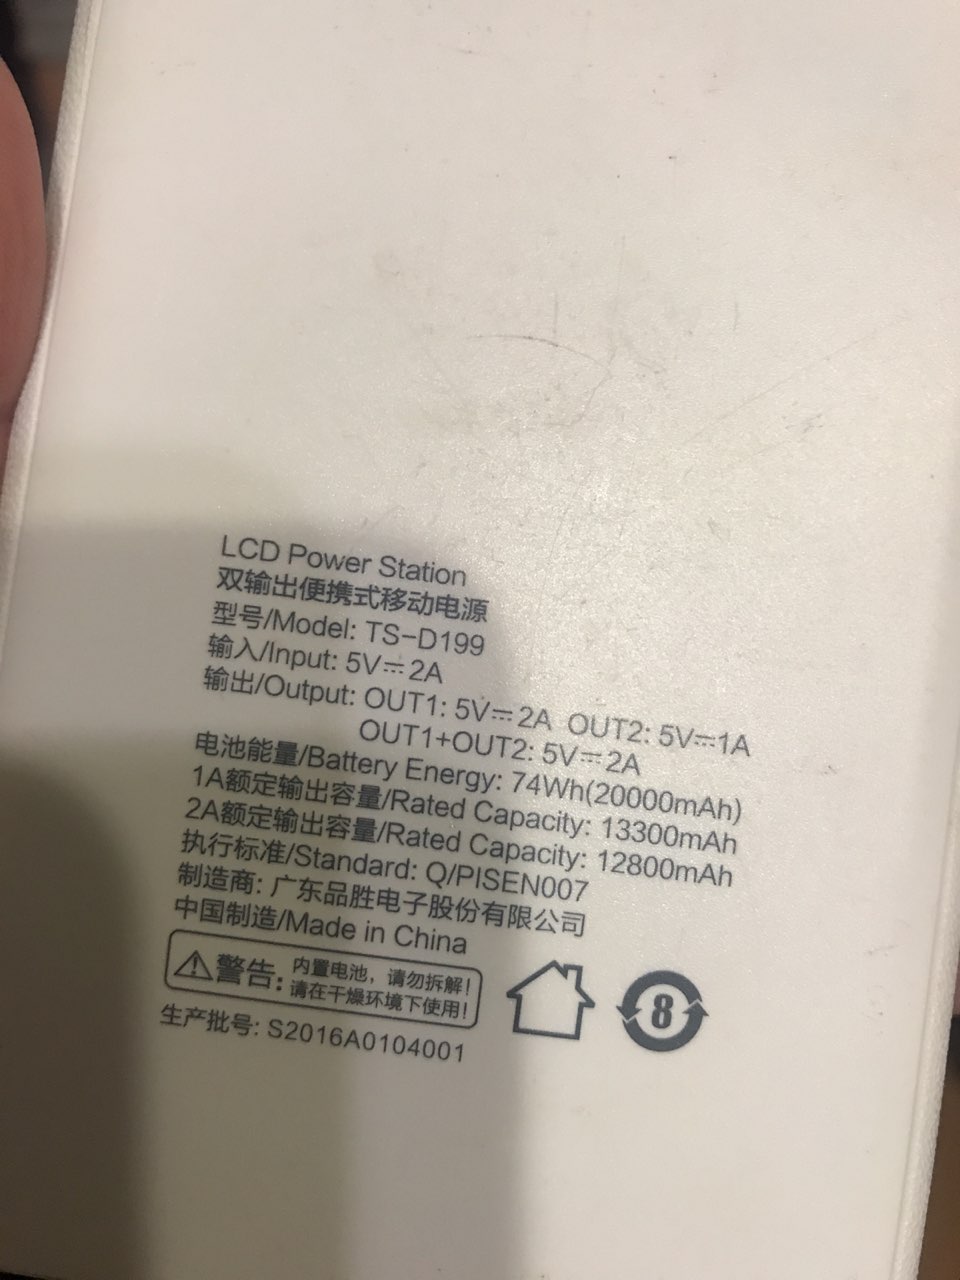 LCD Power Station
双输出便携式移动电源
型号/Model: TS-D199
输入/Input: 5V⎓2A
输出/Output: OUT1: 5V⎓2A OUT2: 5V⎓1A
OUT1+OUT2: 5V⎓2A
电池能量/Battery Energy: 74Wh(20000mAh)
1A额定输出容量/Rated Capacity: 13300mAh
2A额定输出容量/Rated Capacity: 12800mAh
执行标准/Standard: Q/PISEN007
制造商: 广东品胜电子股份有限公司
中国制造/Made in China
警告: 内置电池，请勿拆解!
请在干燥环境下使用!
8
生产批号: S2016A0104001